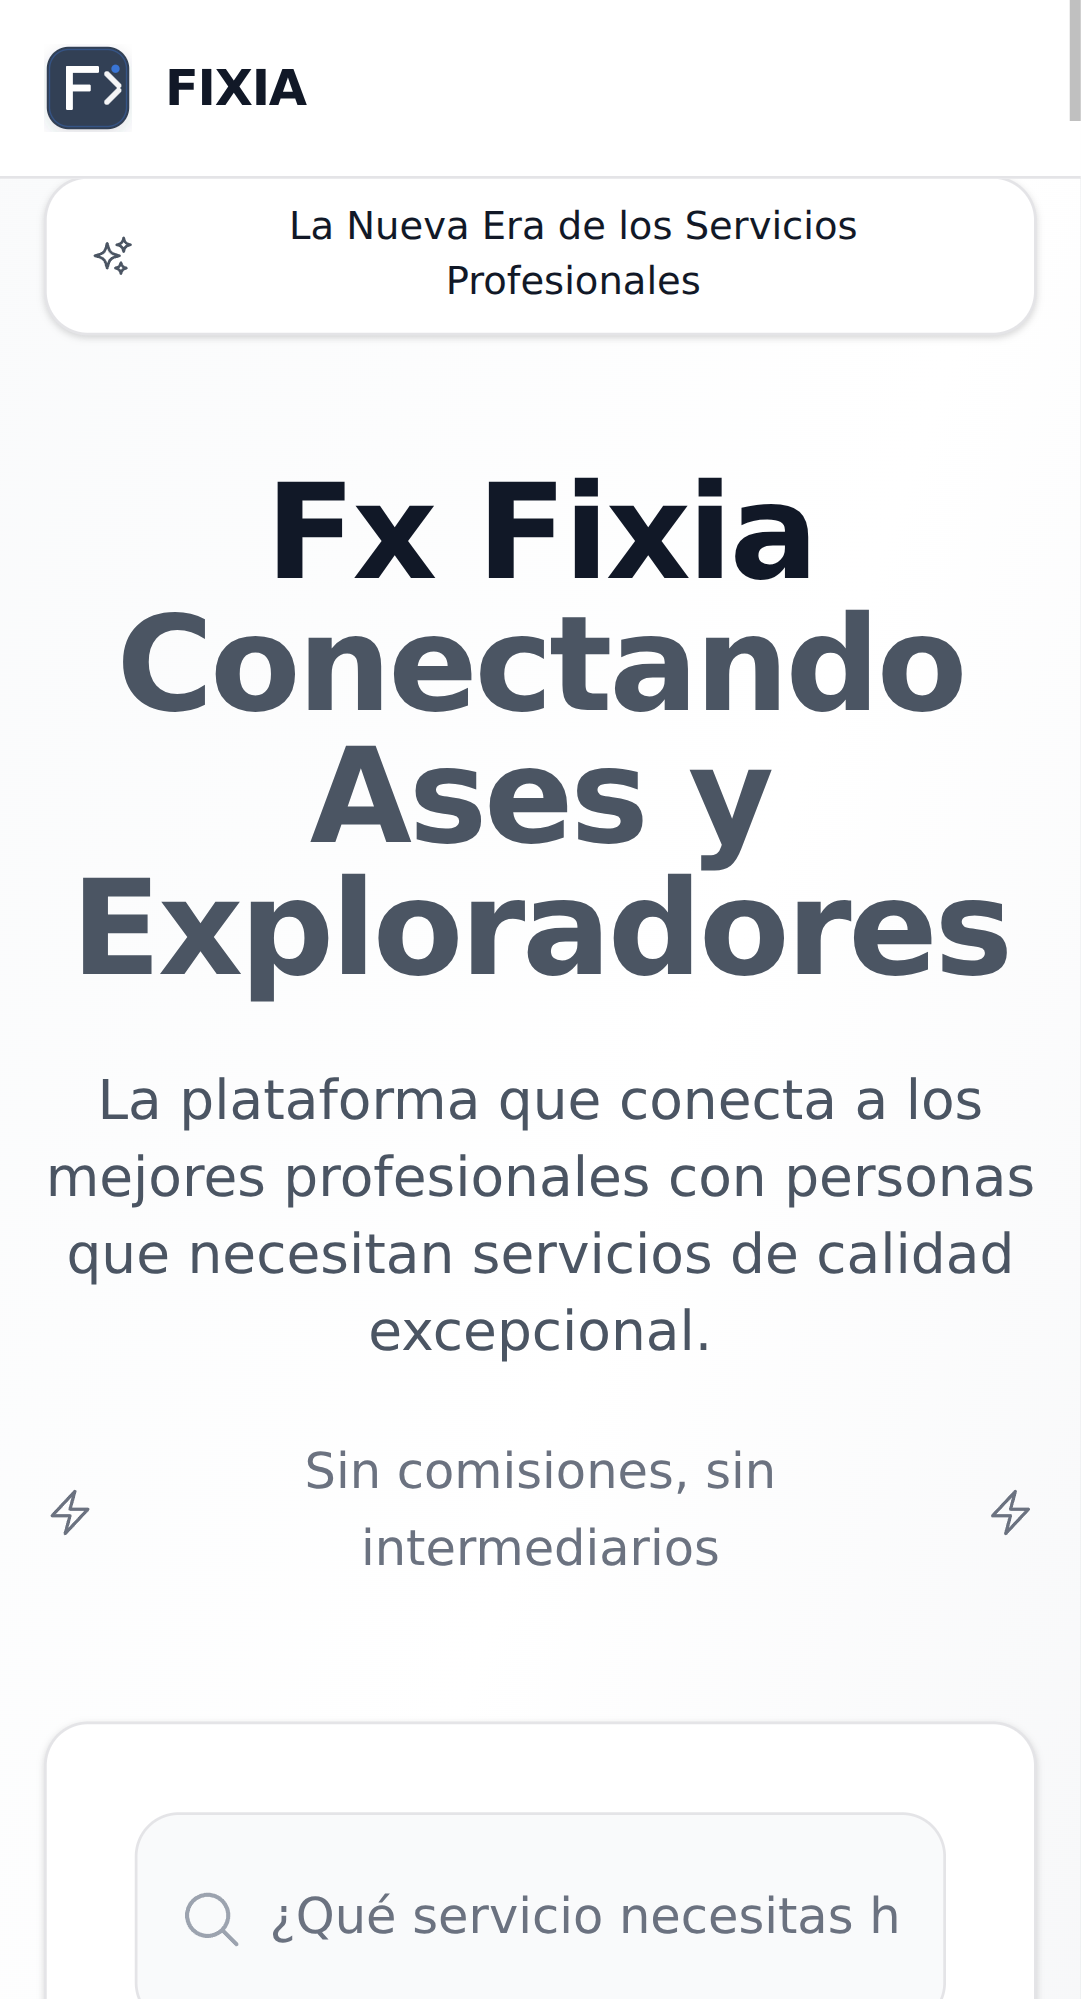 FIXIA
La Nueva Era de los Servicios
Profesionales
Fx Fixia
Conectando
Ases y
Exploradores
La plataforma que conecta a los
mejores profesionales con personas
que necesitan servicios de calidad
excepcional.
Sin comisiones, sin
intermediarios
¿Qué servicio necesitas h